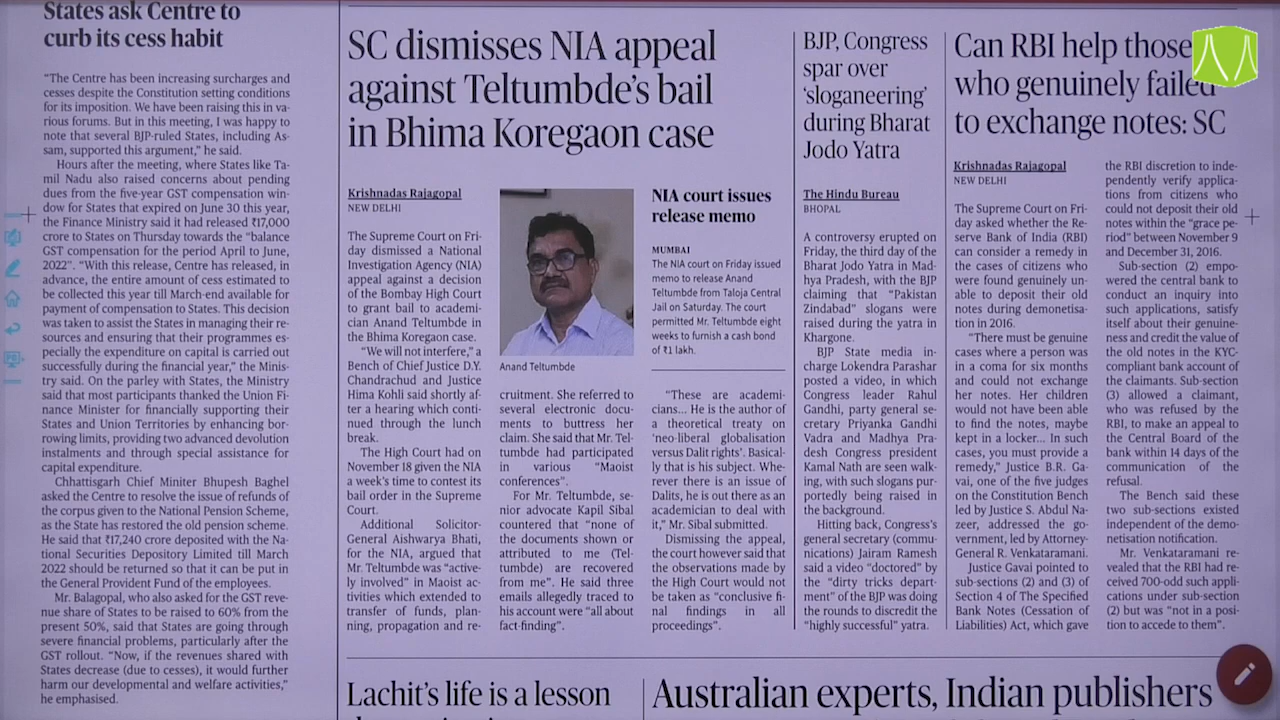 States ask Centre to
curb its cess habit
“The Centre has been increasing surcharges and
cesses despite the Constitution setting conditions
for its imposition. We have been raising this in va-
rious forums. But in this meeting, I was happy to
note that several BJP-ruled States, including As-
sam, supported this argument,” he said.
Hours after the meeting, where States like Ta-
mil Nadu also raised concerns about pending
dues from the five-year GST compensation win-
dow for States that expired on June 30 this year,
the Finance Ministry said it had released ₹17,000
crore to States on Thursday towards the “balance
GST compensation for the period April to June,
2022”. “With this release, Centre has released, in
advance, the entire amount of cess estimated to
be collected this year till March-end available for
payment of compensation to States. This decision
was taken to assist the States in managing their re-
sources and ensuring that their programmes es-
pecially the expenditure on capital is carried out
successfully during the financial year,” the Minis-
try said. On the parley with States, the Ministry
said that most participants thanked the Union Fi-
nance Minister for financially supporting their
States and Union Territories by enhancing bor-
rowing limits, providing two advanced devolution
instalments and through special assistance for
capital expenditure.
Chhattisgarh Chief Miniter Bhupesh Baghel
asked the Centre to resolve the issue of refunds of
the corpus given to the National Pension Scheme,
as the State has restored the old pension scheme.
He said that ₹17,240 crore deposited with the Na-
tional Securities Depository Limited till March
2022 should be returned so that it can be put in
the General Provident Fund of the employees.
Mr. Balagopal, who also asked for the GST reve-
nue share of States to be raised to 60% from the
present 50%, said that States are going through
severe financial problems, particularly after the
GST rollout. “Now, if the revenues shared with
States decrease (due to cesses), it would further
harm our developmental and welfare activities,”
he emphasised.
SC dismisses NIA appeal
against Teltumbde’s bail
in Bhima Koregaon case
Krishnadas Rajagopal
NEW DELHI
The Supreme Court on Fri-
day dismissed a National
Investigation Agency (NIA)
appeal against a decision
of the Bombay High Court
to grant bail to academi-
cian Anand Teltumbde in
the Bhima Koregaon case.
“We will not interfere,” a
Bench of Chief Justice D.Y.
Chandrachud and Justice
Hima Kohli said shortly af-
ter a hearing which conti-
nued through the lunch
break.
The High Court had on
November 18 given the NIA
a week’s time to contest its
bail order in the Supreme
Court.
Additional Solicitor-
General Aishwarya Bhati,
for the NIA, argued that
Mr. Teltumbde was “active-
ly involved” in Maoist ac-
tivities which extended to
transfer of funds, plan-
ning, propagation and re-
Anand Teltumbde
cruitment. She referred to
several electronic docu-
ments to buttress her
claim. She said that Mr. Tel-
tumbde had participated
in various “Maoist
conferences”.
For Mr. Teltumbde, se-
nior advocate Kapil Sibal
countered that “none of
the documents shown or
attributed to me (Tel-
tumbde) are recovered
from me”. He said three
emails allegedly traced to
his account were “all about
fact-finding”.
NIA court issues
release memo
MUMBAI
The NIA court on Friday issued
memo to release Anand
Teltumbde from Taloja Central
Jail on Saturday. The court
permitted Mr. Teltumbde eight
weeks to furnish a cash bond
of ₹1 lakh.
“These are academi-
cians... He is the author of
a theoretical treaty on
‘neo-liberal globalisation
versus Dalit rights’. Basical-
ly that is his subject. Whe-
rever there is an issue of
Dalits, he is out there as an
academician to deal with
it,” Mr. Sibal submitted.
Dismissing the appeal,
the court however said that
the observations made by
the High Court would not
be taken as “conclusive fi-
nal findings in all
proceedings”.
BJP, Congress
spar over
‘sloganeering’
during Bharat
Jodo Yatra
The Hindu Bureau
BHOPAL
A controversy erupted on
Friday, the third day of the
Bharat Jodo Yatra in Mad-
hya Pradesh, with the BJP
claiming that “Pakistan
Zindabad” slogans were
raised during the yatra in
Khargone.
BJP State media in-
charge Lokendra Parashar
posted a video, in which
Congress leader Rahul
Gandhi, party general se-
cretary Priyanka Gandhi
Vadra and Madhya Pra-
desh Congress president
Kamal Nath are seen walk-
ing, with such slogans pur-
portedly being raised in
the background.
Hitting back, Congress’s
general secretary (commu-
nications) Jairam Ramesh
said a video “doctored” by
the “dirty tricks depart-
ment” of the BJP was doing
the rounds to discredit the
“highly successful” yatra.
Can RBI help those
who genuinely failed
to exchange notes: SC
Krishnadas Rajagopal
NEW DELHI
The Supreme Court on Fri-
day asked whether the Re-
serve Bank of India (RBI)
can consider a remedy in
the cases of citizens who
were found genuinely un-
able to deposit their old
notes during demonetisa-
tion in 2016.
“There must be genuine
cases where a person was
in a coma for six months
and could not exchange
her notes. Her children
would not have been able
to find the notes, maybe
kept in a locker... In such
cases, you must provide a
remedy,” Justice B.R. Ga-
vai, one of the five judges
on the Constitution Bench
led by Justice S. Abdul Na-
zeer, addressed the go-
vernment, led by Attorney-
General R. Venkataramani.
Justice Gavai pointed to
sub-sections (2) and (3) of
Section 4 of The Specified
Bank Notes (Cessation of
Liabilities) Act, which gave
the RBI discretion to inde-
pendently verify applica-
tions from citizens who
could not deposit their old
notes within the “grace pe-
riod” between November 9
and December 31, 2016.
Sub-section (2) empo-
wered the central bank to
conduct an inquiry into
such applications, satisfy
itself about their genuine-
ness and credit the value of
the old notes in the KYC-
compliant bank account of
the claimants. Sub-section
(3) allowed a claimant,
who was refused by the
RBI, to make an appeal to
the Central Board of the
bank within 14 days of the
communication of the
refusal.
The Bench said these
two sub-sections existed
independent of the demo-
netisation notification.
Mr. Venkataramani re-
vealed that the RBI had re-
ceived 700-odd such appli-
cations under sub-section
(2) but was “not in a posi-
tion to accede to them”.
Lachit’s life is a lesson
Australian experts, Indian publishers